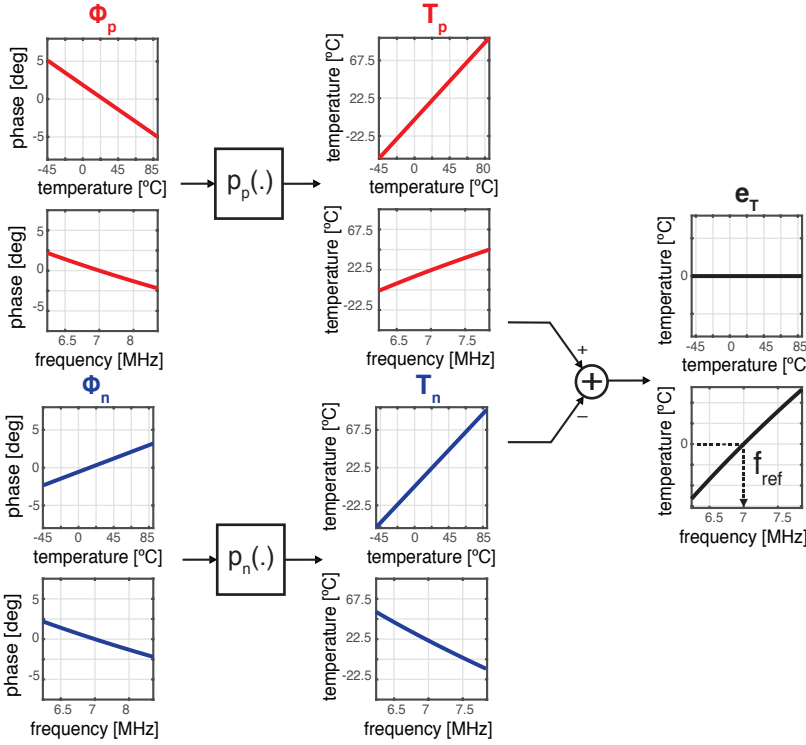 Φp
phase [deg]
5
0
-5
-45 0 45 85
temperature [ºC]
phase [deg]
5
0
-5
6.5 7 8
frequency [MHz]
pp(.)
Tp
temperature [ºC]
67.5
22.5
-22.5
-45 0 45 80
temperature [ºC]
temperature [ºC]
67.5
22.5
-22.5
6.5 7 7.5
frequency [MHz]
Φn
phase [deg]
5
0
-5
-45 0 45 85
temperature [ºC]
phase [deg]
5
0
-5
6.5 7 8
frequency [MHz]
pn(.)
Tn
temperature [ºC]
67.5
22.5
-22.5
-45 0 45 85
temperature [ºC]
temperature [ºC]
67.5
22.5
-22.5
6.5 7 7.5
frequency [MHz]
+
+
−
eT
temperature [ºC]
0
-45 0 45 85
temperature [ºC]
temperature [ºC]
0
fref
6.5 7 7.5
frequency [MHz]